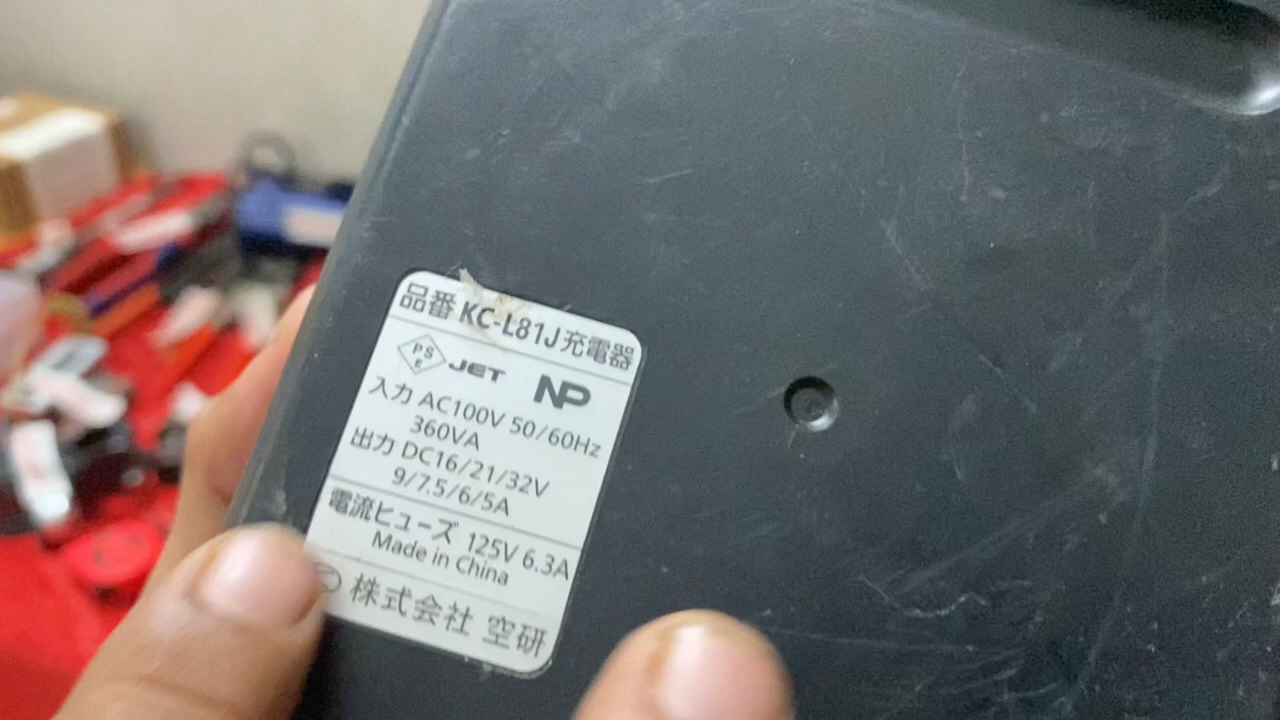 品番 KC-L81J充電器
PSE JET NP
入力 AC100V 50/60Hz
360VA
出力 DC16/21/32V
9/7.5/6/5A
電流ヒューズ 125V 6.3A
Made in China
株式会社 空研